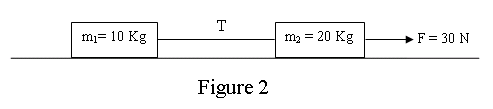 T
m₁= 10 Kg
m₂ = 20 Kg
F = 30 N
Figure 2